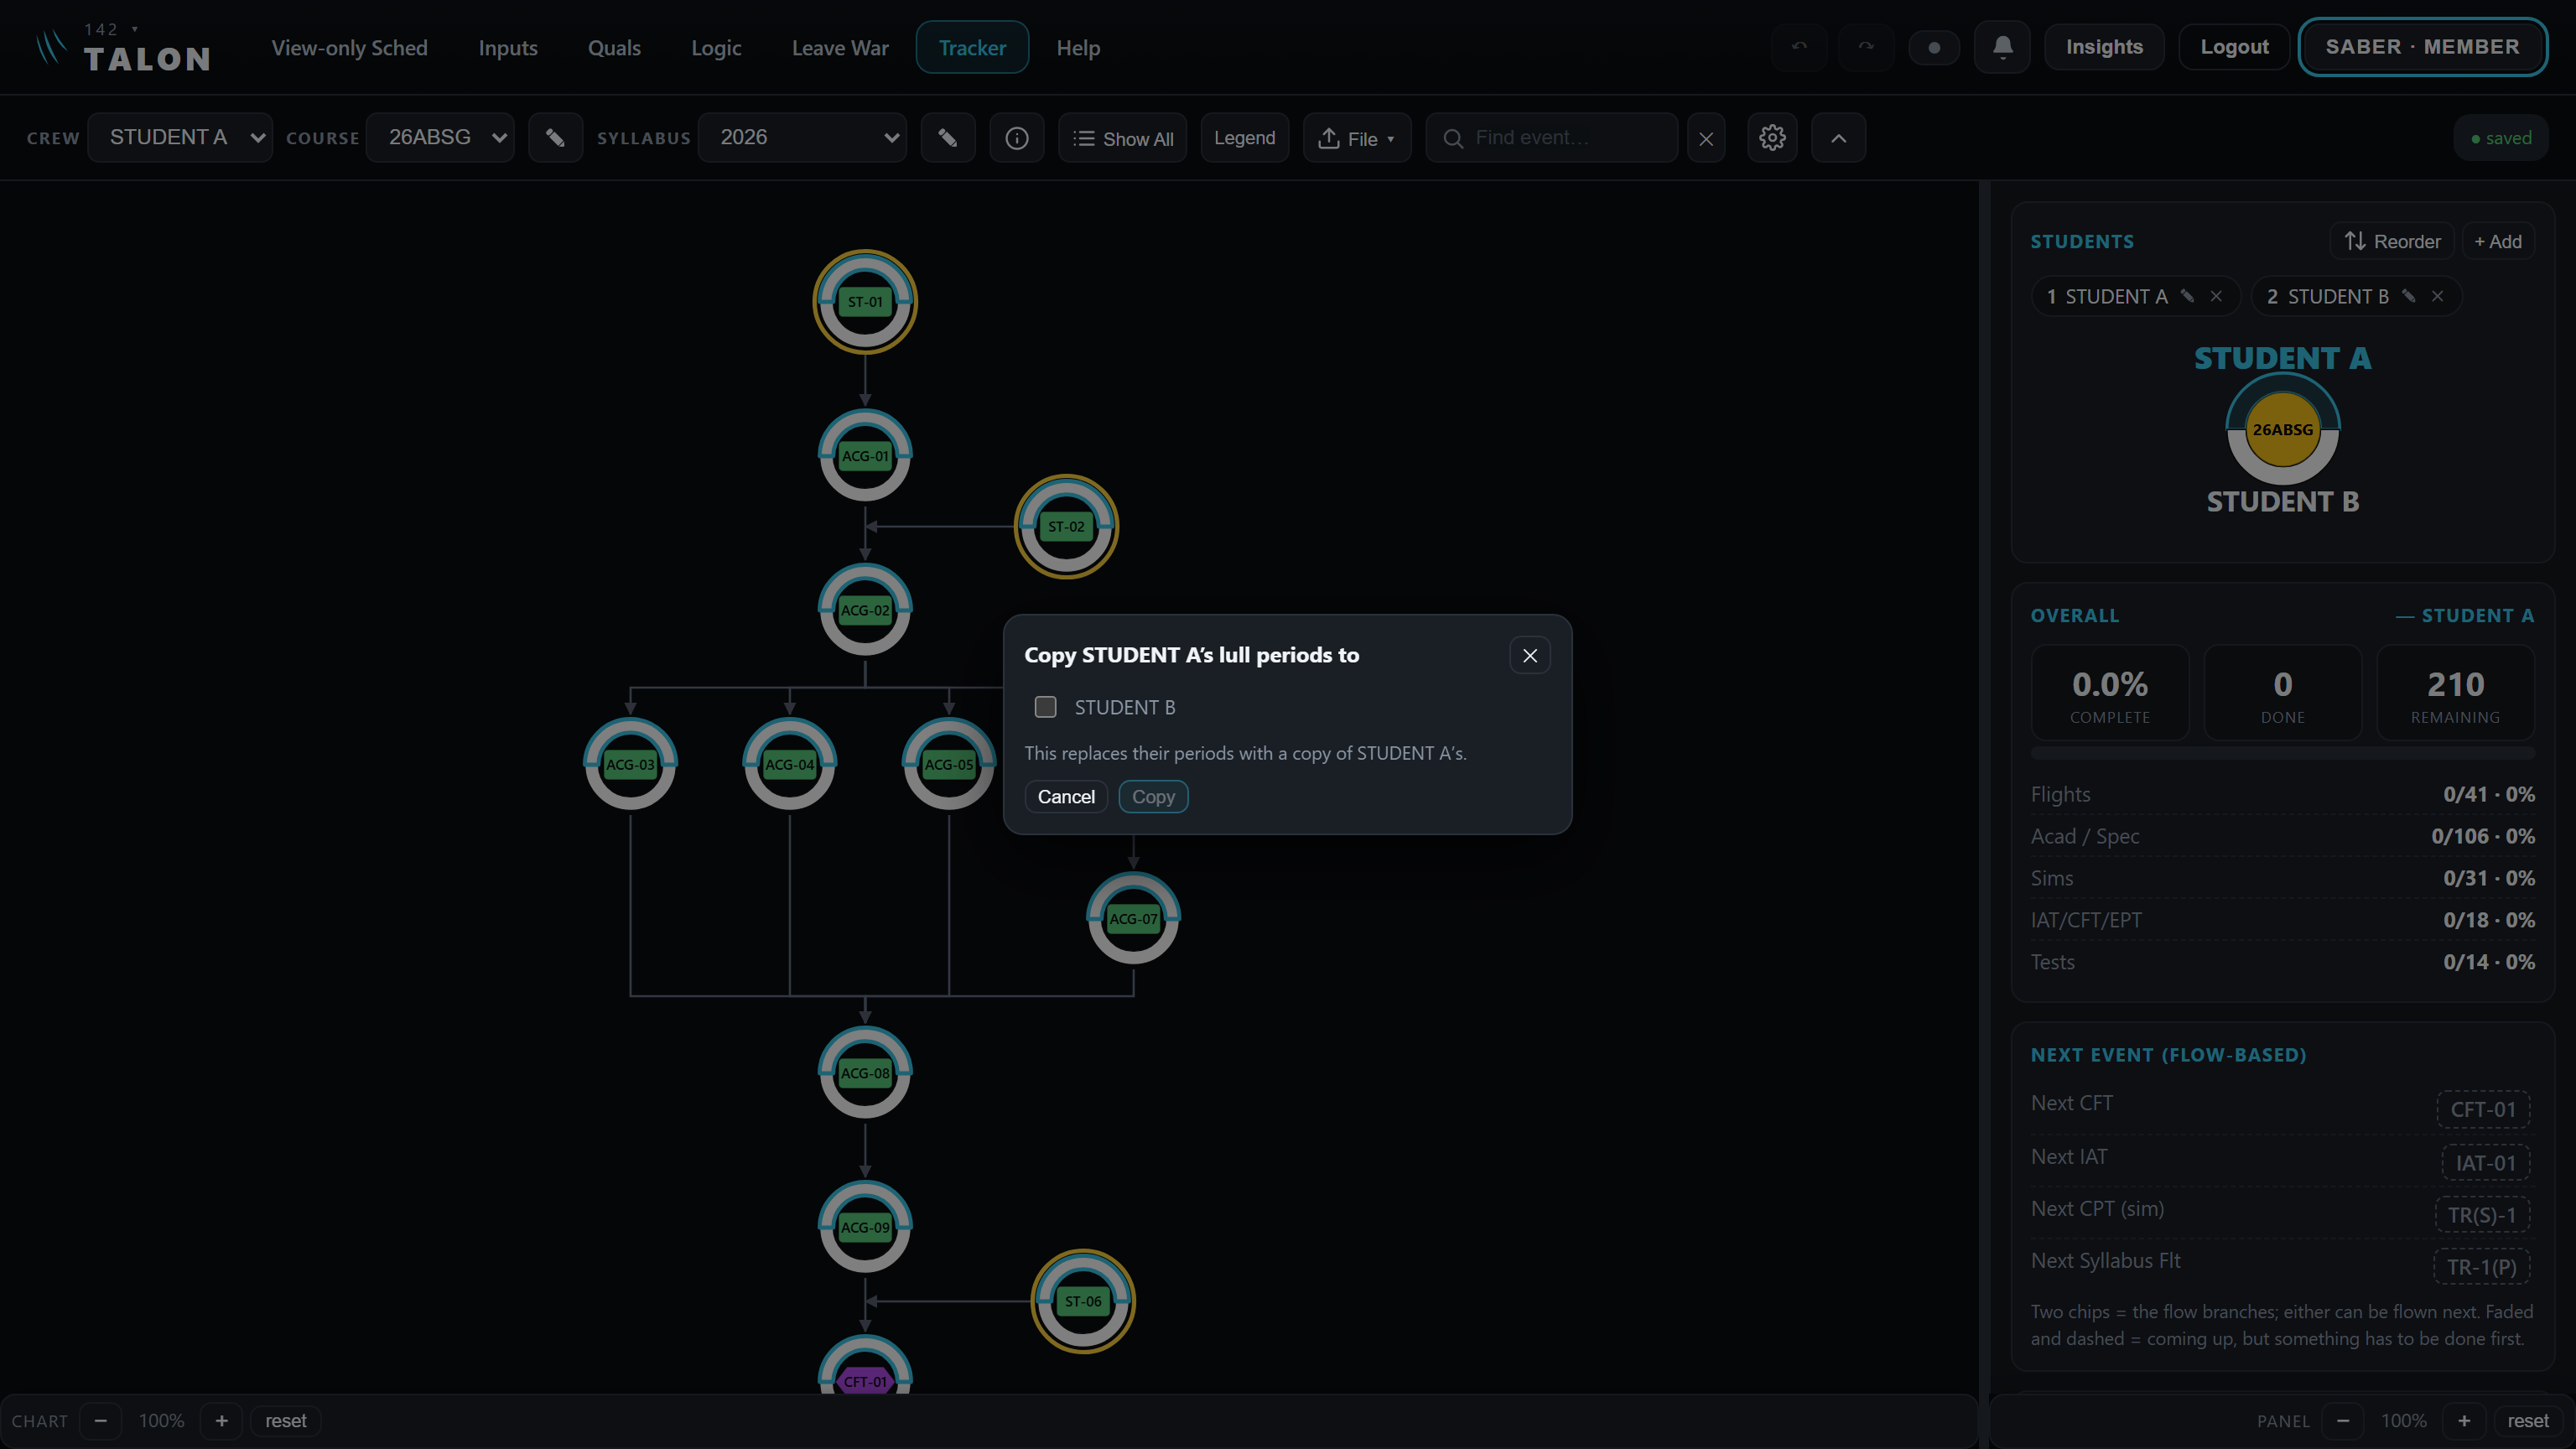 142 ▾
TALON
View-only Sched
Inputs
Quals
Logic
Leave War
Tracker
Help
Insights
Logout
SABER · MEMBER
CREW
STUDENT A
COURSE
26ABSG
SYLLABUS
2026
Show All
Legend
File ▾
Find event...
saved
ST-01
ACG-01
ST-02
ACG-02
ACG-03
ACG-04
ACG-05
ACG-07
ACG-08
ACG-09
ST-06
CFT-01
Copy STUDENT A’s lull periods to
STUDENT B
This replaces their periods with a copy of STUDENT A’s.
Cancel
Copy
STUDENTS
Reorder
+ Add
1 STUDENT A
2 STUDENT B
STUDENT A
26ABSG
STUDENT B
OVERALL
— STUDENT A
0.0%
COMPLETE
0
DONE
210
REMAINING
Flights
0/41 · 0%
Acad / Spec
0/106 · 0%
Sims
0/31 · 0%
IAT/CFT/EPT
0/18 · 0%
Tests
0/14 · 0%
NEXT EVENT (FLOW-BASED)
Next CFT
CFT-01
Next IAT
IAT-01
Next CPT (sim)
TR(S)-1
Next Syllabus Flt
TR-1(P)
Two chips = the flow branches; either can be flown next. Faded
and dashed = coming up, but something has to be done first.
CHART
−
100%
+
reset
PANEL
−
100%
+
reset